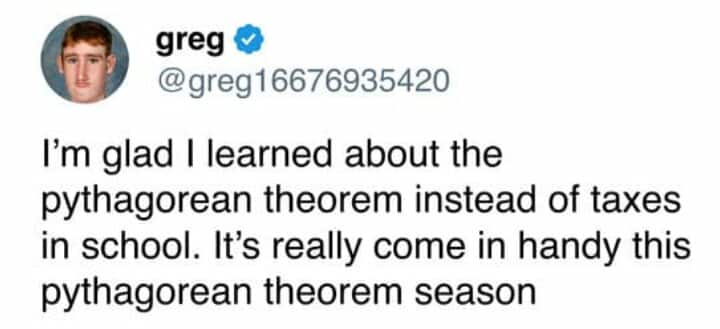 greg
@greg16676935420
I’m glad I learned about the
pythagorean theorem instead of taxes
in school. It’s really come in handy this
pythagorean theorem season